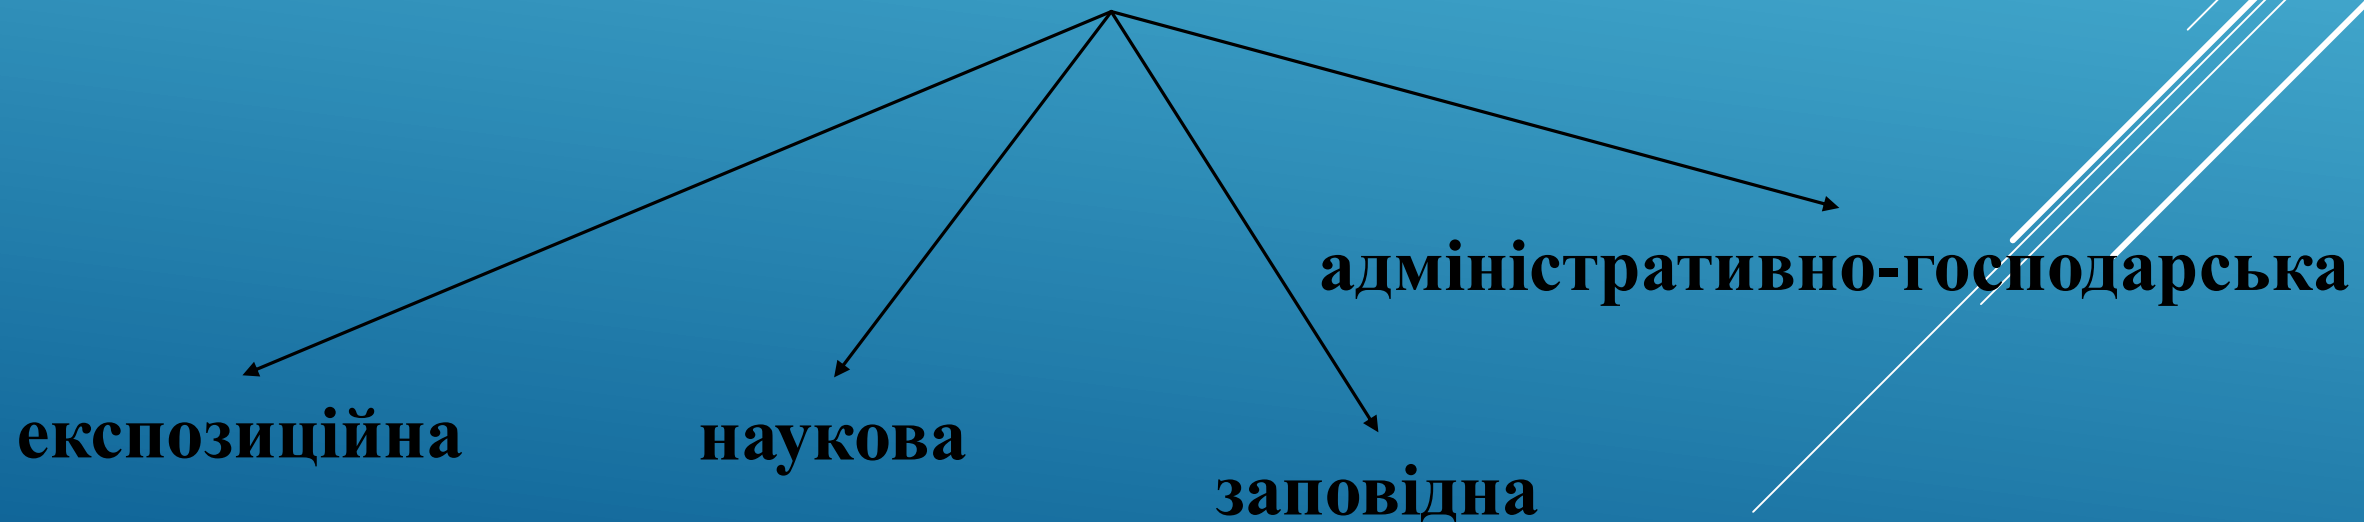 адміністративно-господарська
експозиційна
наукова
заповідна